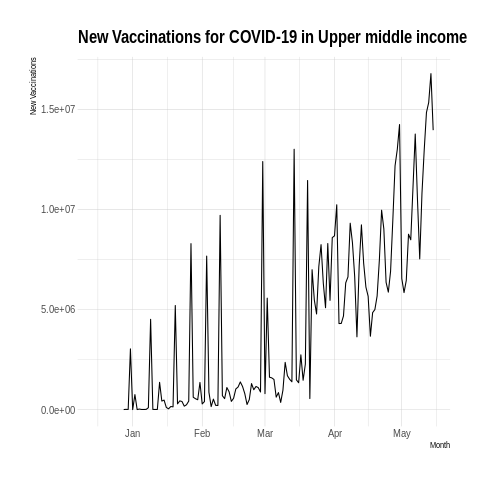 New Vaccinations for COVID-19 in Upper middle income
New Vaccinations
1.5e+07
1.0e+07
5.0e+06
0.0e+00
Jan Feb Mar Apr May
Month